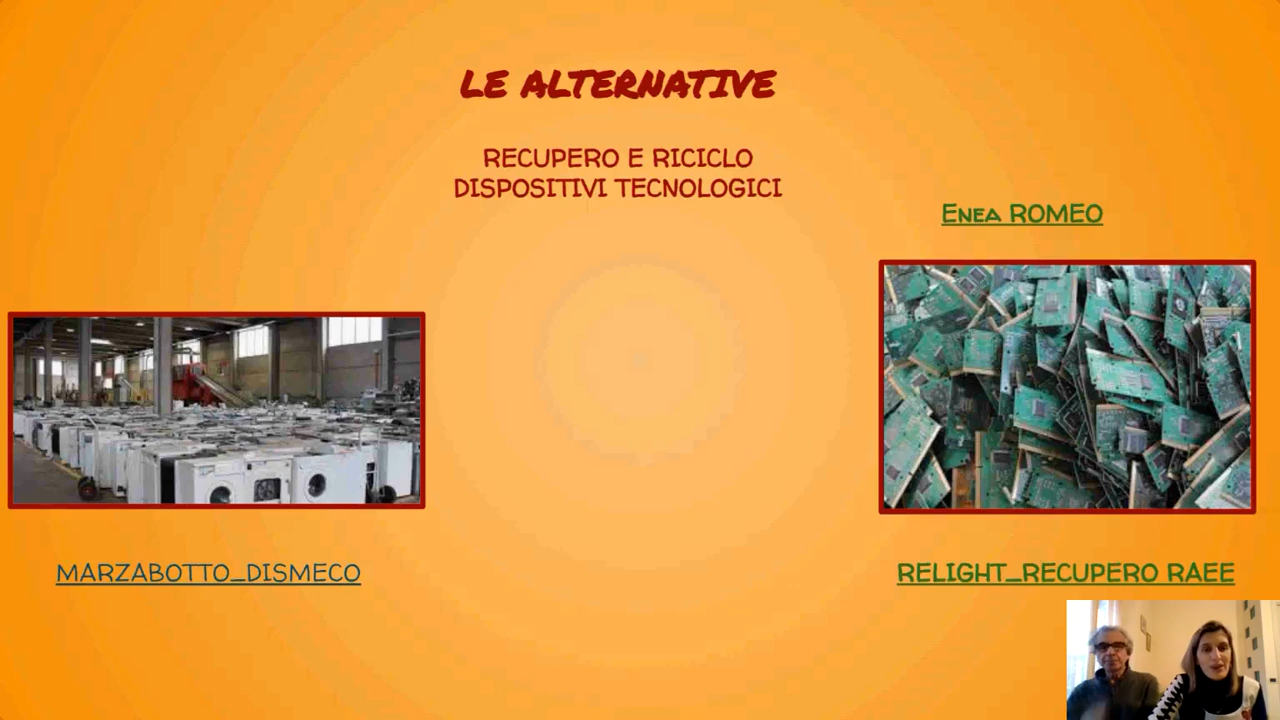 LE ALTERNATIVE
RECUPERO E RICICLO
DISPOSITIVI TECNOLOGICI
Enea ROMEO
MARZABOTTO_DISMECO
RELIGHT_RECUPERO RAEE